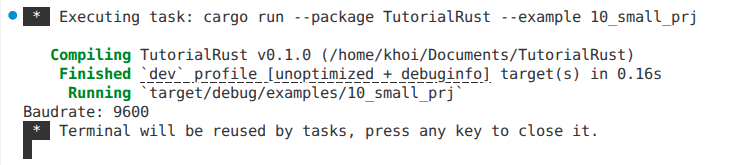 * Executing task: cargo run --package TutorialRust --example 10_small_prj
Compiling TutorialRust v0.1.0 (/home/khoi/Documents/TutorialRust)
Finished `dev` profile [unoptimized + debuginfo] target(s) in 0.16s
Running `target/debug/examples/10_small_prj`
Baudrate: 9600
* Terminal will be reused by tasks, press any key to close it.